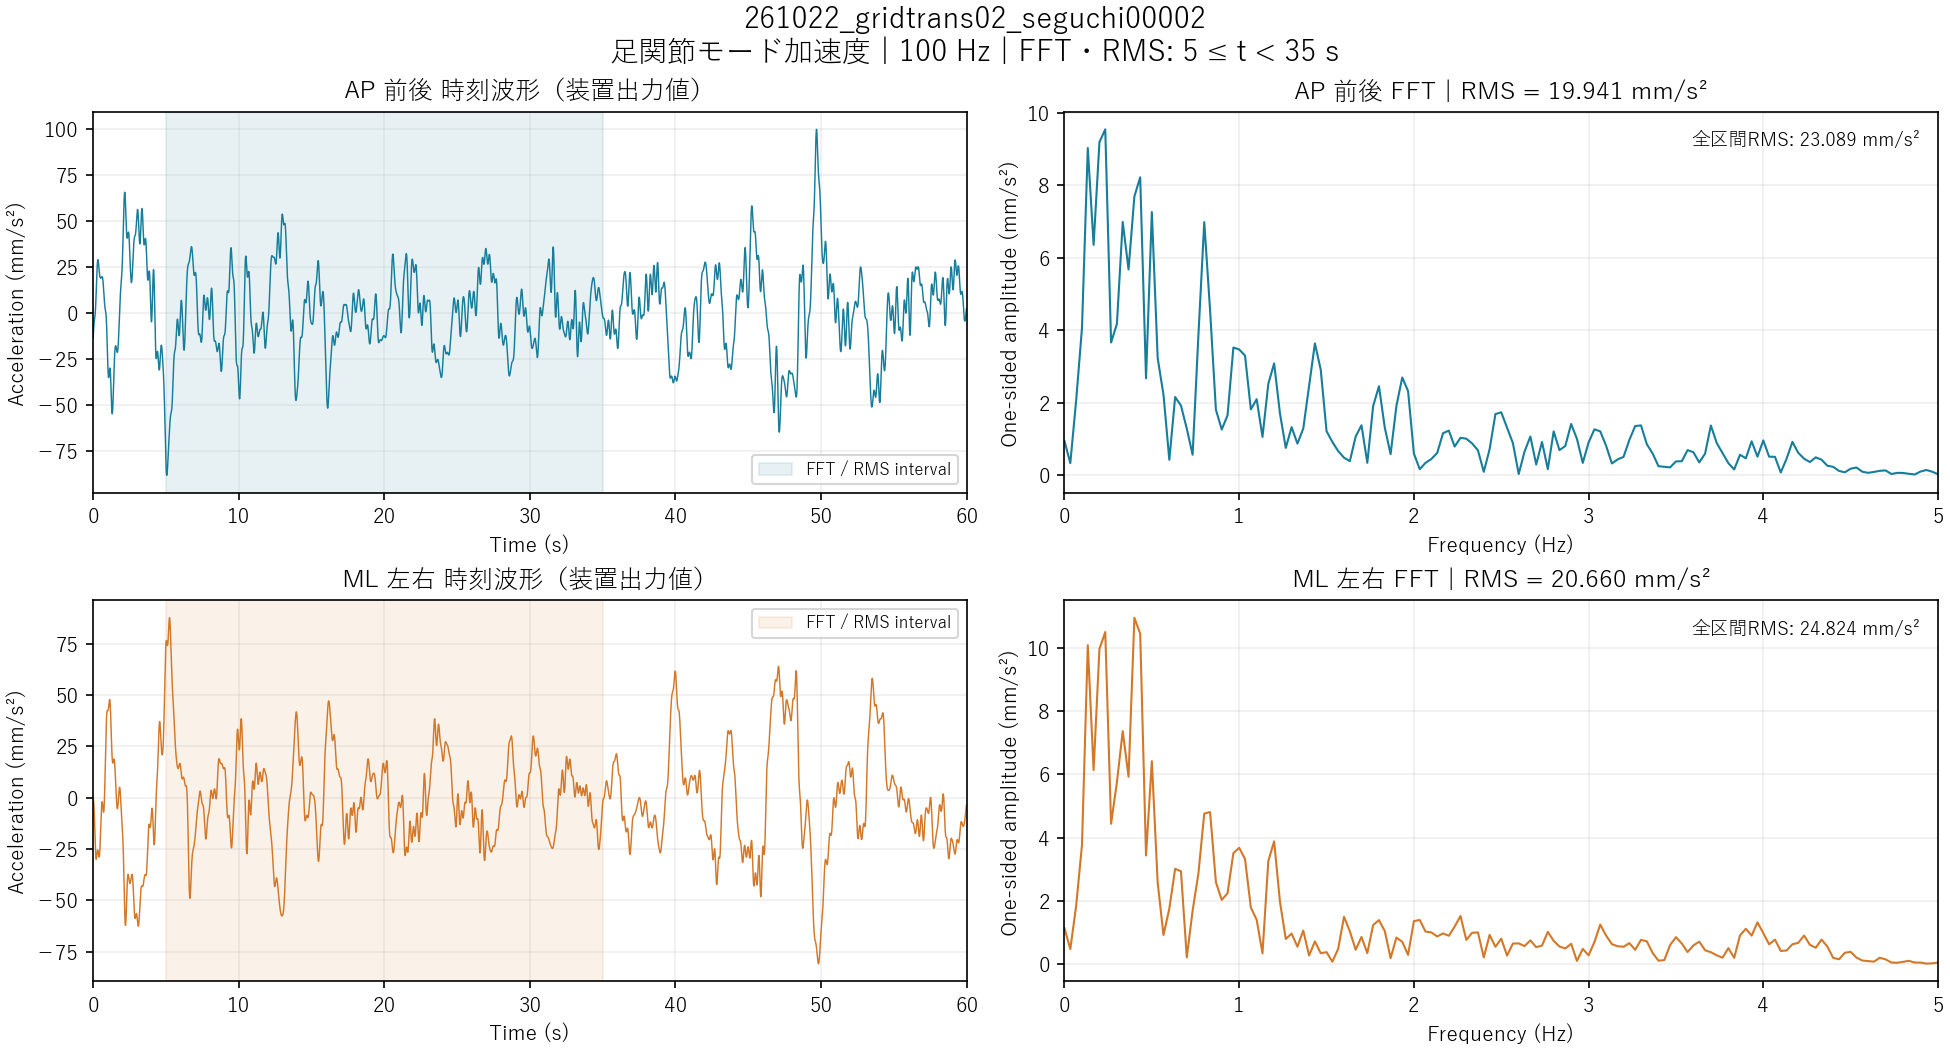 261022_gridtrans02_seguchi00002
足関節モード加速度 | 100 Hz | FFT・RMS: 5 ≤ t < 35 s
AP 前後 時刻波形（装置出力値）
Acceleration (mm/s²)
100
75
50
25
0
−25
−50
−75
FFT / RMS interval
0 10 20 30 40 50 60
Time (s)
AP 前後 FFT | RMS = 19.941 mm/s²
全区間RMS: 23.089 mm/s²
One-sided amplitude (mm/s²)
10
8
6
4
2
0
0 1 2 3 4 5
Frequency (Hz)
ML 左右 時刻波形（装置出力値）
FFT / RMS interval
Acceleration (mm/s²)
75
50
25
0
−25
−50
−75
0 10 20 30 40 50 60
Time (s)
ML 左右 FFT | RMS = 20.660 mm/s²
全区間RMS: 24.824 mm/s²
One-sided amplitude (mm/s²)
10
8
6
4
2
0
0 1 2 3 4 5
Frequency (Hz)